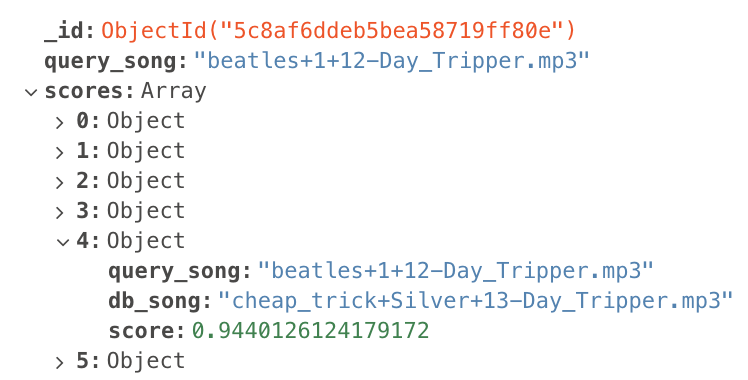 _id: ObjectId("5c8af6ddeb5bea58719ff80e")
query_song: "beatles+1+12-Day_Tripper.mp3"
scores: Array
0: Object
1: Object
2: Object
3: Object
4: Object
query_song: "beatles+1+12-Day_Tripper.mp3"
db_song: "cheap_trick+Silver+13-Day_Tripper.mp3"
score: 0.9440126124179172
5: Object